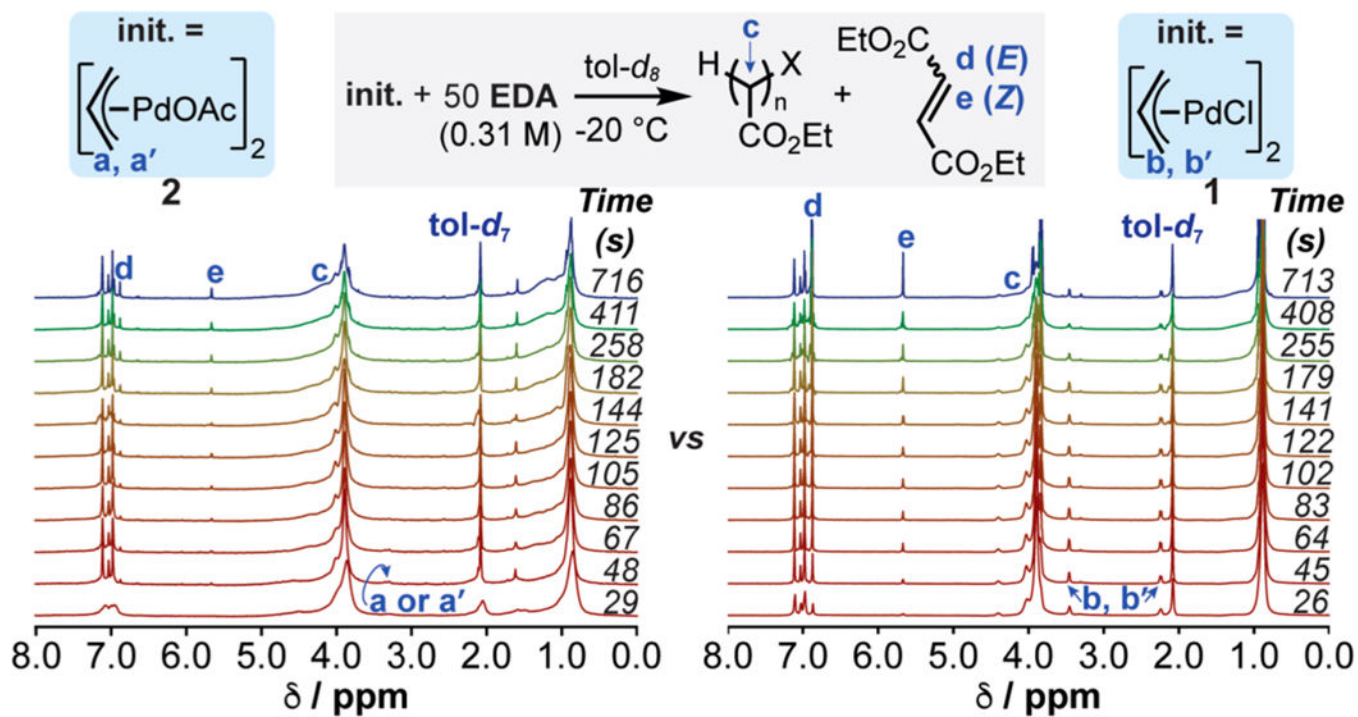 init. =
PdOAc
2
a, a′
2
init. + 50 EDA
(0.31 M)
tol-d₈
-20 °C
c
H
X
n
CO₂Et
+
EtO₂C
d (E)
e (Z)
CO₂Et
init. =
PdCl
2
b, b′
1
Time
(s)
d
e
c
tol-d₇
716
411
258
182
144
125
105
86
67
48
29
a or a′
8.0 7.0 6.0 5.0 4.0 3.0 2.0 1.0 0.0
δ / ppm
vs
Time
(s)
d
e
c
tol-d₇
713
408
255
179
141
122
102
83
64
45
26
b, b′
8.0 7.0 6.0 5.0 4.0 3.0 2.0 1.0 0.0
δ / ppm